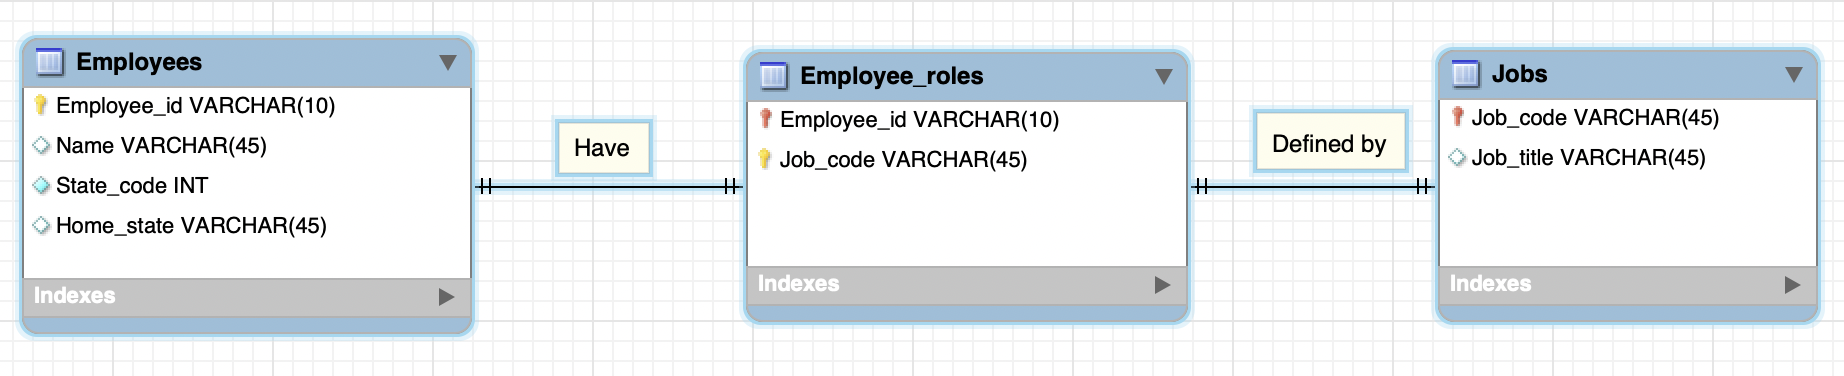 Employees
Employee_id VARCHAR(10)
Name VARCHAR(45)
State_code INT
Home_state VARCHAR(45)
Indexes
Have
Employee_roles
Employee_id VARCHAR(10)
Job_code VARCHAR(45)
Indexes
Defined by
Jobs
Job_code VARCHAR(45)
Job_title VARCHAR(45)
Indexes